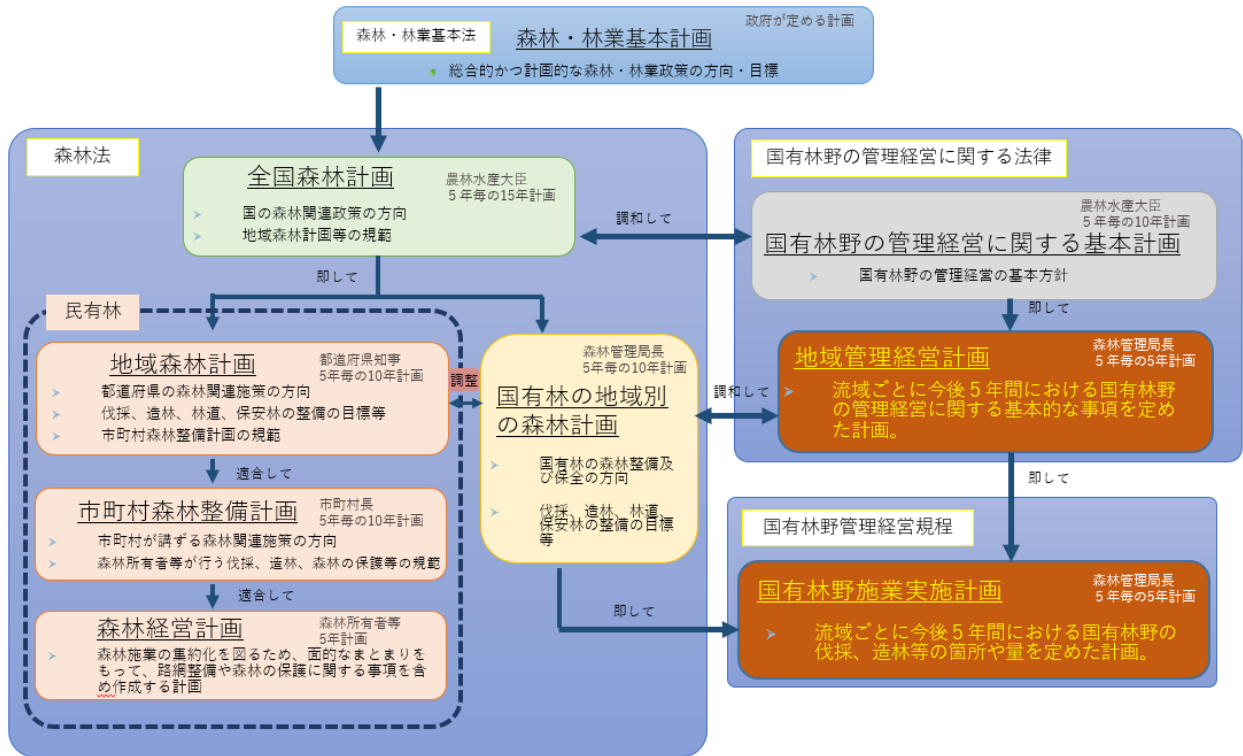 政府が定める計画
森林・林業基本法
森林・林業基本計画
総合的かつ計画的な森林・林業政策の方向・目標
森林法
全国森林計画
農林水産大臣
５年毎の15年計画
国の森林関連政策の方向
地域森林計画等の規範
調和して
即して
民有林
地域森林計画
都道府県知事
5年毎の10年計画
都道府県の森林関連施策の方向
伐採、造林、林道、保安林の整備の目標等
市町村森林整備計画の規範
調整
適合して
市町村森林整備計画
市町村長
5年毎の10年計画
市町村が講ずる森林関連施策の方向
森林所有者等が行う伐採、造林、森林の保護等の規範
適合して
森林経営計画
森林所有者等
5年計画
森林施業の集約化を図るため、面的なまとまりを
もって、路網整備や森林の保護に関する事項を含
め作成する計画
森林管理局長
5年毎の10年計画
国有林の地域別
の森林計画
国有林の森林整備及
び保全の方向
伐採、造林、林道、
保安林の整備の目標
等
調和して
即して
国有林野の管理経営に関する法律
農林水産大臣
５年毎の10年計画
国有林野の管理経営に関する基本計画
国有林野の管理経営の基本方針
即して
地域管理経営計画
森林管理局長
５年毎の5年計画
流域ごとに今後５年間における国有林野
の管理経営に関する基本的な事項を定め
た計画。
即して
国有林野管理経営規程
国有林野施業実施計画
森林管理局長
５年毎の5年計画
流域ごとに今後５年間における国有林野の
伐採、造林等の箇所や量を定めた計画。